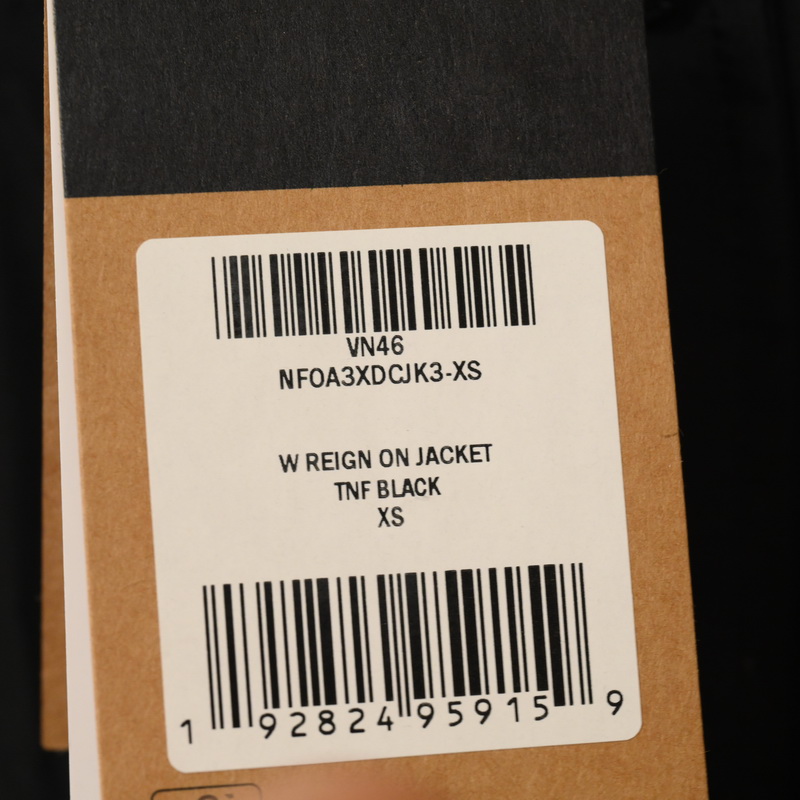 VN46
NF0A3XDCJK3-XS
W REIGN ON JACKET
TNF BLACK
XS
1 92824 95915 9